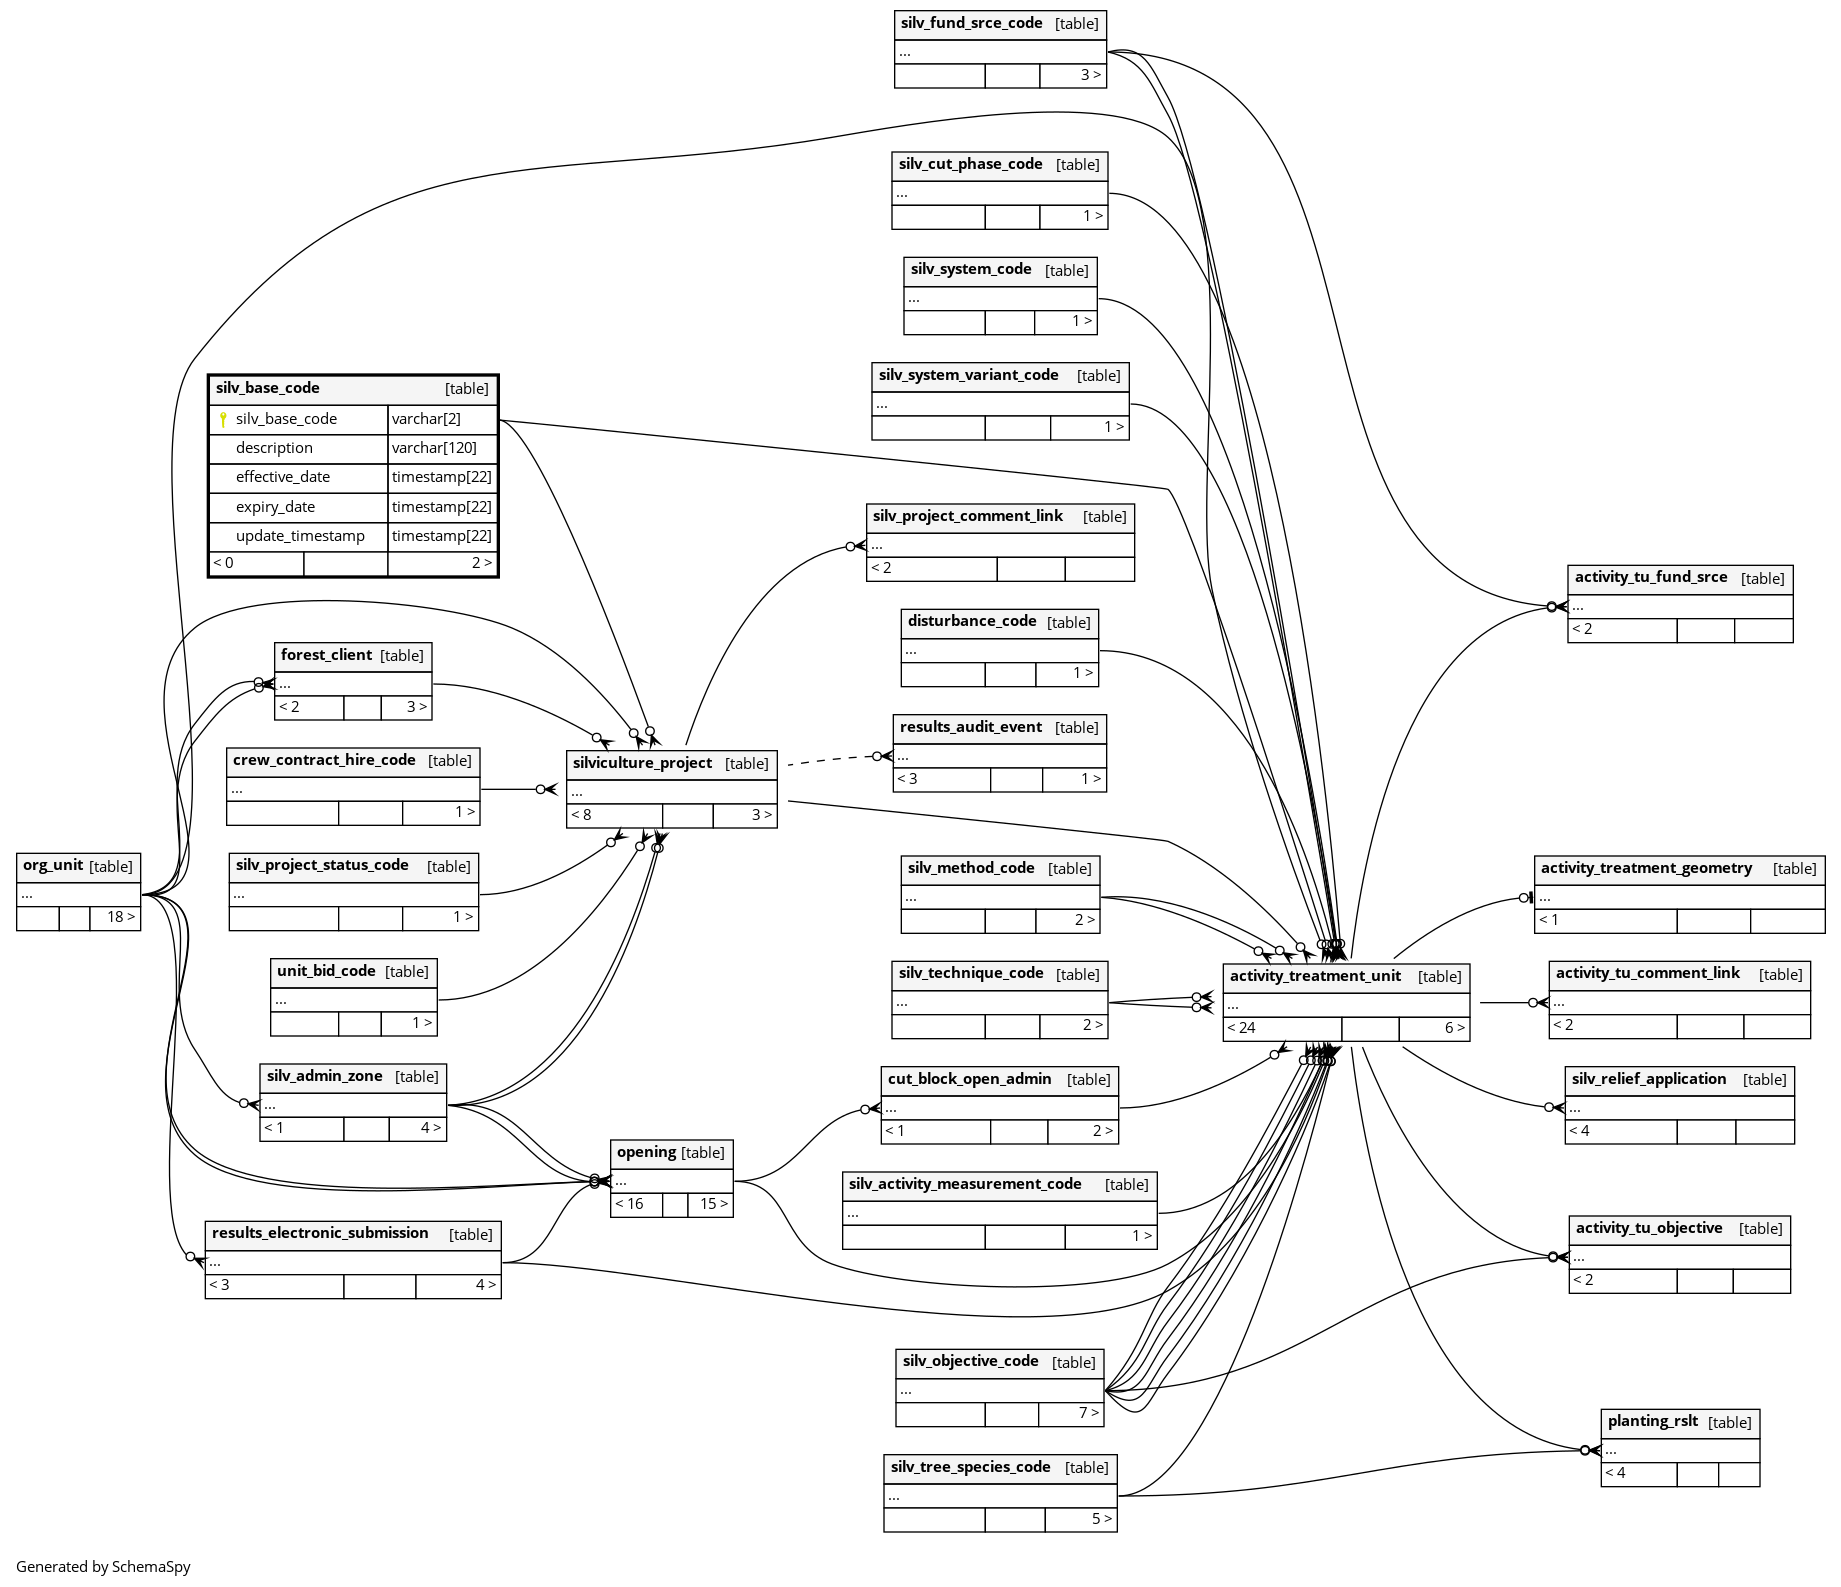 silv_fund_srce_code [table]
...
3 >
silv_cut_phase_code [table]
...
1 >
silv_system_code [table]
...
1 >
silv_system_variant_code [table]
...
1 >
silv_base_code [table]
silv_base_code varchar[2]
description varchar[120]
effective_date timestamp[22]
expiry_date timestamp[22]
update_timestamp timestamp[22]
< 0 2 >
silv_project_comment_link [table]
...
< 2
activity_tu_fund_srce [table]
...
< 2
disturbance_code [table]
...
1 >
forest_client [table]
...
< 2 3 >
results_audit_event [table]
...
< 3 1 >
crew_contract_hire_code [table]
...
1 >
silviculture_project [table]
...
< 8 3 >
org_unit [table]
...
18 >
silv_project_status_code [table]
...
1 >
silv_method_code [table]
...
2 >
activity_treatment_geometry [table]
...
< 1
unit_bid_code [table]
...
1 >
silv_technique_code [table]
...
2 >
activity_treatment_unit [table]
...
< 24 6 >
activity_tu_comment_link [table]
...
< 2
silv_admin_zone [table]
...
< 1 4 >
cut_block_open_admin [table]
...
< 1 2 >
silv_relief_application [table]
...
< 4
opening [table]
...
< 16 15 >
silv_activity_measurement_code [table]
...
1 >
results_electronic_submission [table]
...
< 3 4 >
activity_tu_objective [table]
...
< 2
silv_objective_code [table]
...
7 >
planting_rslt [table]
...
< 4
silv_tree_species_code [table]
...
5 >
Generated by SchemaSpy